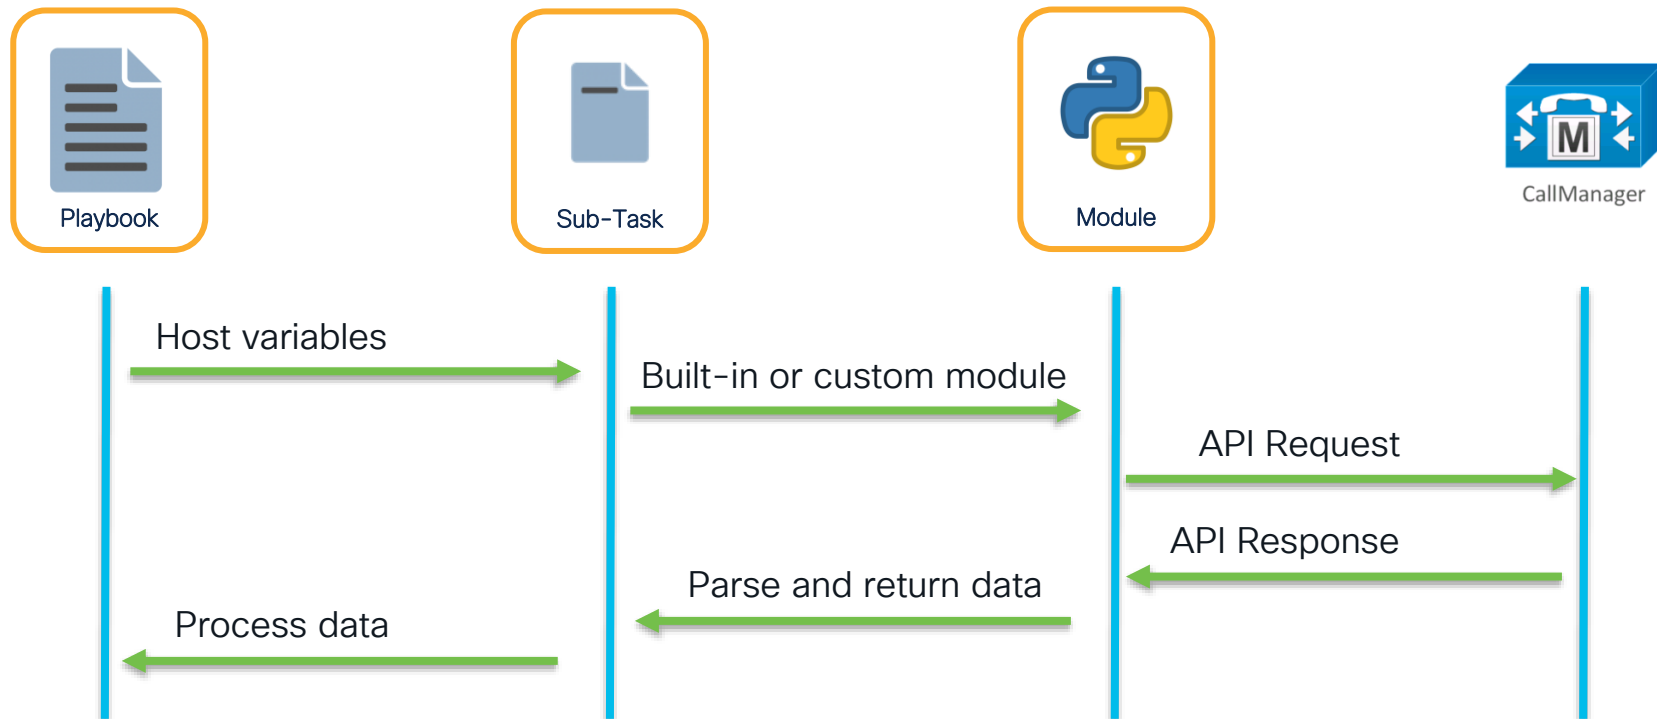 M
CallManager
Playbook
Sub-Task
Module
Host variables
Built-in or custom module
API Request
API Response
Parse and return data
Process data